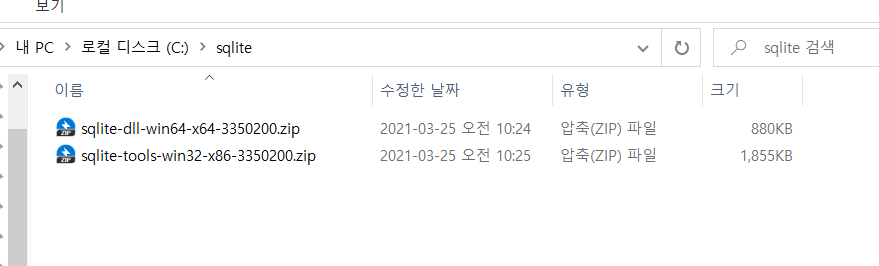 보기
내 PC > 로컬 디스크 (C:) > sqlite
sqlite 검색
이름 수정한 날짜 유형 크기
sqlite-dll-win64-x64-3350200.zip 2021-03-25 오전 10:24 압축(ZIP) 파일 880KB
sqlite-tools-win32-x86-3350200.zip 2021-03-25 오전 10:25 압축(ZIP) 파일 1,855KB